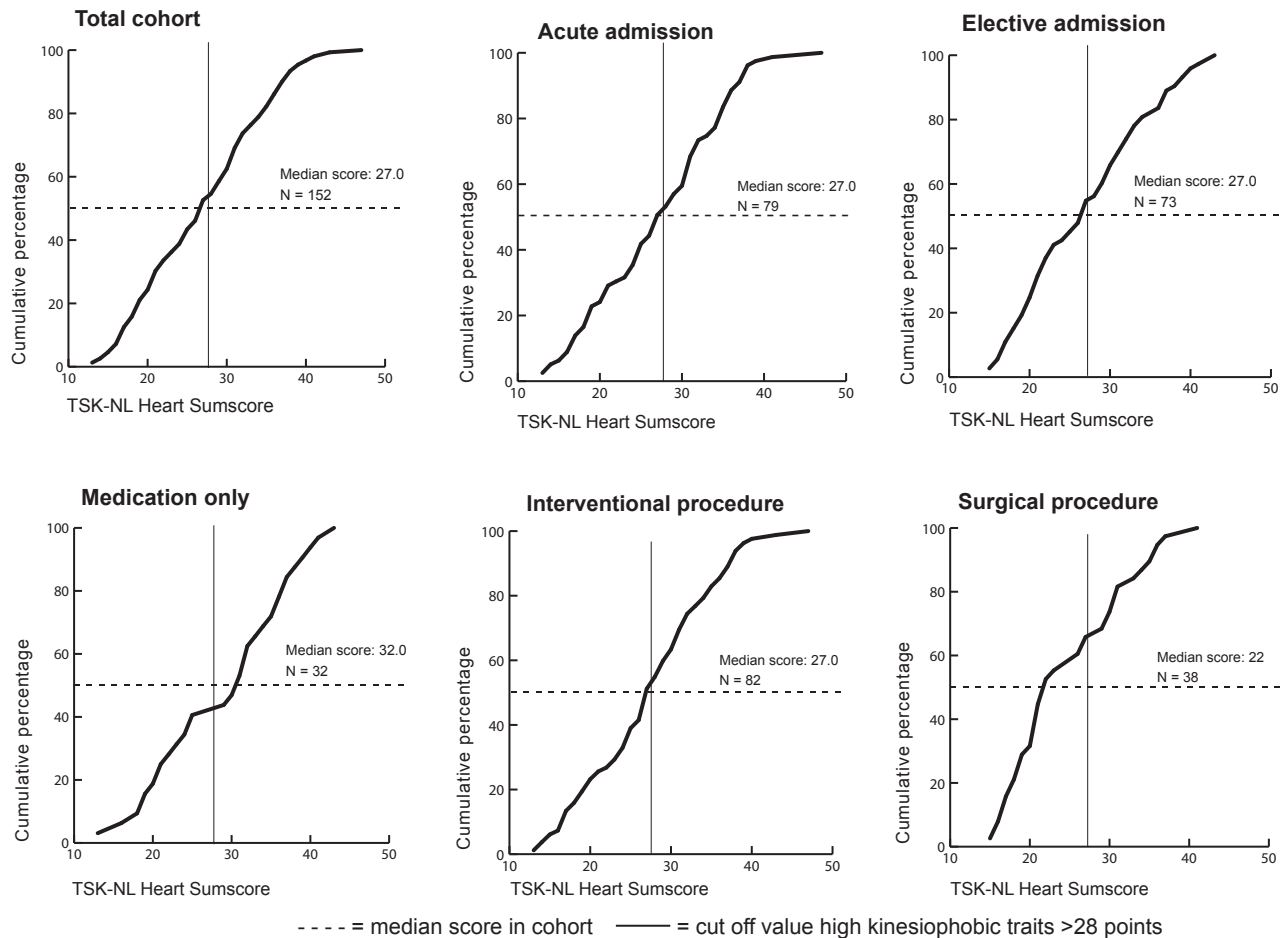 Total cohort
100
80
60
40
20
0
10 20 30 40 50
Cumulative percentage
TSK-NL Heart Sumscore
Median score: 27.0
N = 152
Acute admission
100
80
60
40
20
0
10 20 30 40 50
Cumulative percentage
TSK-NL Heart Sumscore
Median score: 27.0
N = 79
Elective admission
100
80
60
40
20
0
10 20 30 40 50
Cumulative percentage
TSK-NL Heart Sumscore
Median score: 27.0
N = 73
Medication only
100
80
60
40
20
0
10 20 30 40 50
Cumulative percentage
TSK-NL Heart Sumscore
Median score: 32.0
N = 32
Interventional procedure
100
80
60
40
20
0
10 20 30 40 50
Cumulative percentage
TSK-NL Heart Sumscore
Median score: 27.0
N = 82
Surgical procedure
100
80
60
40
20
0
10 20 30 40 50
Cumulative percentage
TSK-NL Heart Sumscore
Median score: 22
N = 38
---- = median score in cohort —— = cut off value high kinesiophobic traits >28 points